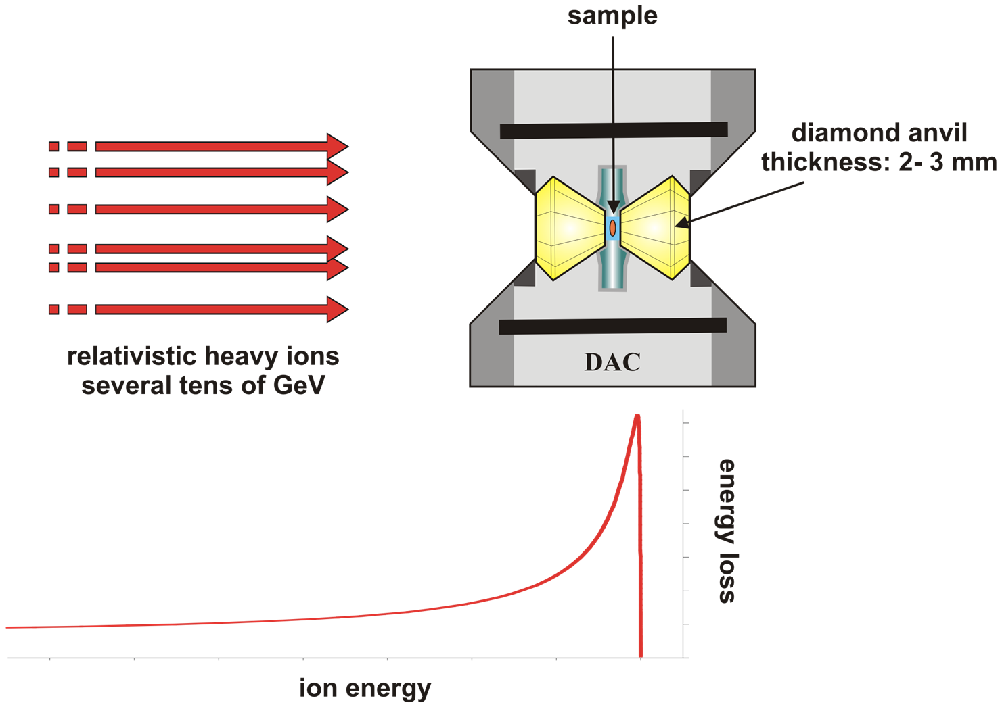 sample
diamond anvil
thickness: 2- 3 mm
DAC
relativistic heavy ions
several tens of GeV
energy loss
ion energy